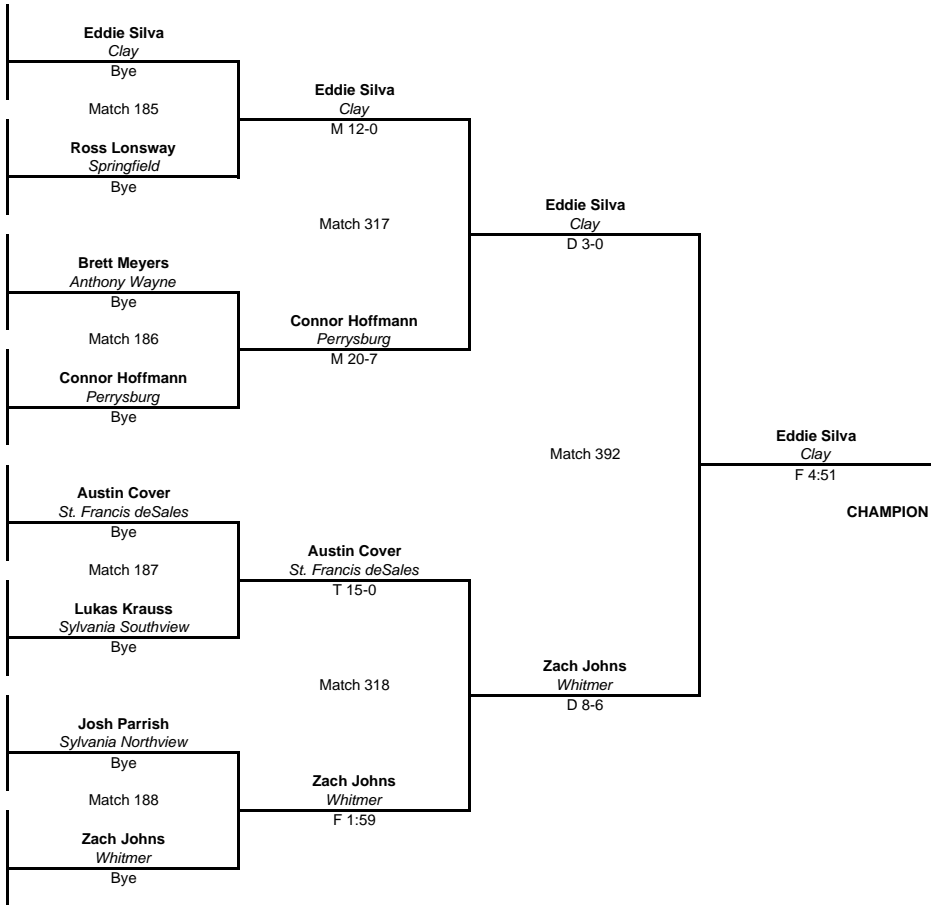 Eddie Silva
Clay
Bye
Match 185
Ross Lonsway
Springfield
Bye
Brett Meyers
Anthony Wayne
Bye
Match 186
Connor Hoffmann
Perrysburg
Bye
Austin Cover
St. Francis deSales
Bye
Match 187
Lukas Krauss
Sylvania Southview
Bye
Josh Parrish
Sylvania Northview
Bye
Match 188
Zach Johns
Whitmer
Bye
Eddie Silva
Clay
M 12-0
Match 317
Connor Hoffmann
Perrysburg
M 20-7
Austin Cover
St. Francis deSales
T 15-0
Match 318
Zach Johns
Whitmer
F 1:59
Eddie Silva
Clay
D 3-0
Match 392
Zach Johns
Whitmer
D 8-6
Eddie Silva
Clay
F 4:51
CHAMPION